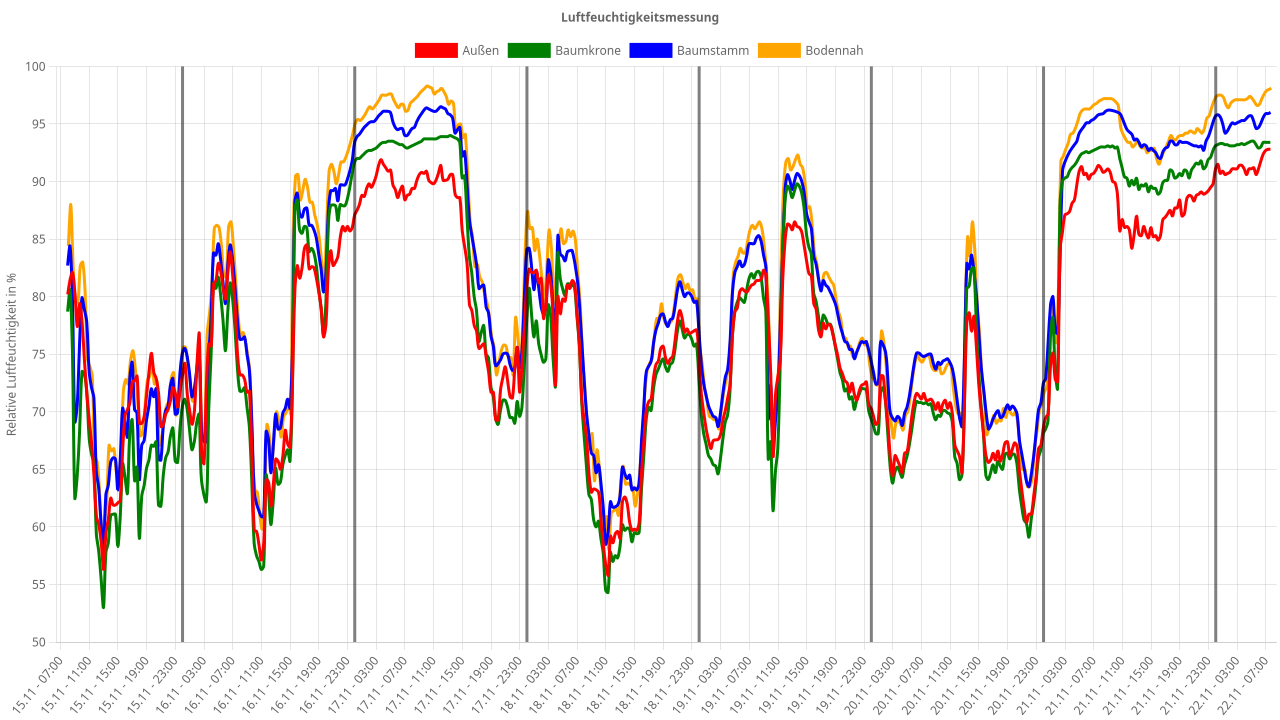 Luftfeuchtigkeitsmessung
Außen Baumkrone Baumstamm Bodennah
Relative Luftfeuchtigkeit in %
100
95
90
85
80
75
70
65
60
55
50
15.11 - 07:00
15.11 - 11:00
15.11 - 15:00
15.11 - 19:00
15.11 - 23:00
16.11 - 03:00
16.11 - 07:00
16.11 - 11:00
16.11 - 15:00
16.11 - 19:00
16.11 - 23:00
17.11 - 03:00
17.11 - 07:00
17.11 - 11:00
17.11 - 15:00
17.11 - 19:00
17.11 - 23:00
18.11 - 03:00
18.11 - 07:00
18.11 - 11:00
18.11 - 15:00
18.11 - 19:00
18.11 - 23:00
19.11 - 03:00
19.11 - 07:00
19.11 - 11:00
19.11 - 15:00
19.11 - 19:00
19.11 - 23:00
20.11 - 03:00
20.11 - 07:00
20.11 - 11:00
20.11 - 15:00
20.11 - 19:00
20.11 - 23:00
21.11 - 03:00
21.11 - 07:00
21.11 - 11:00
21.11 - 15:00
21.11 - 19:00
21.11 - 23:00
22.11 - 03:00
22.11 - 07:00